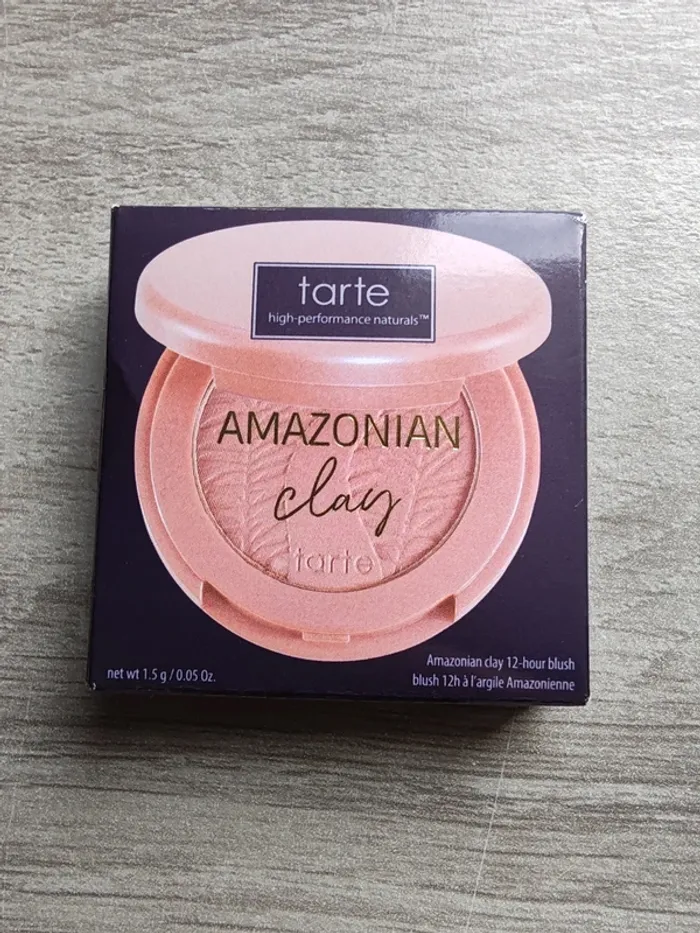 tarte
high-performance naturals™
AMAZONIAN
clay
tarte
net wt 1.5 g / 0.05 Oz.
Amazonian clay 12-hour blush
blush 12h à l'argile Amazonienne